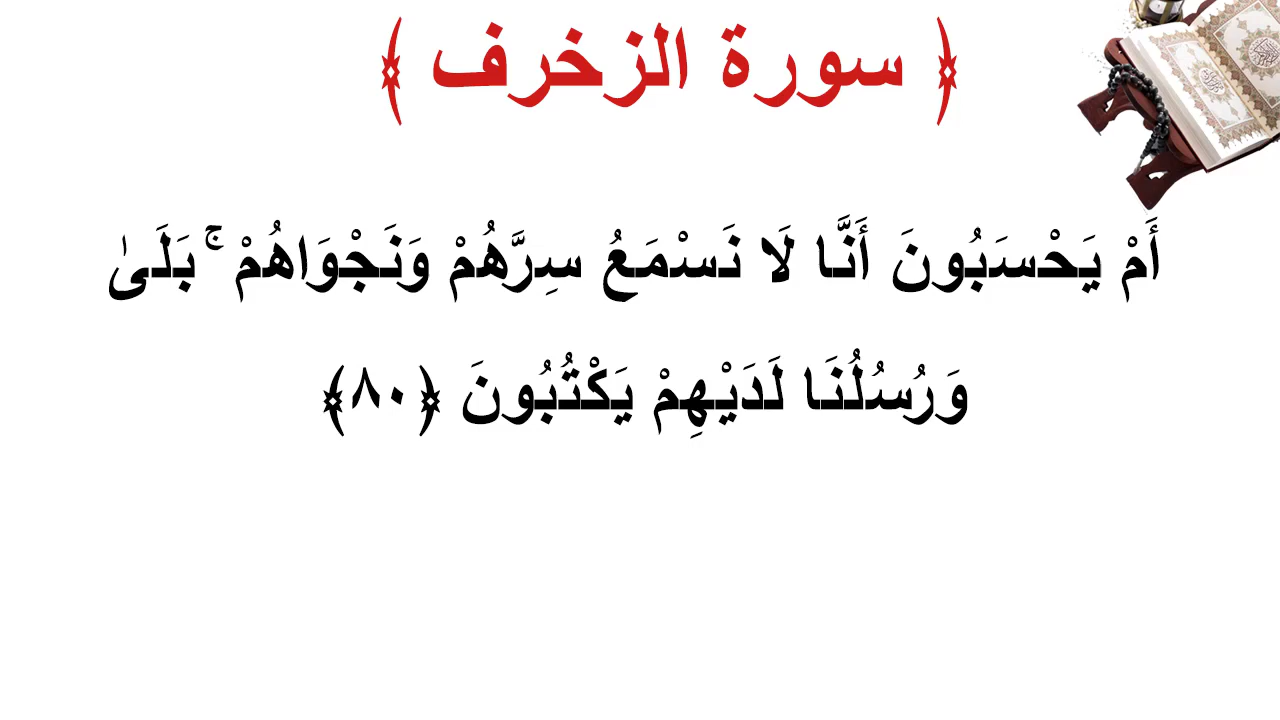 ﴿ سورة الزخرف ﴾
أَمْ يَحْسَبُونَ أَنَّا لَا نَسْمَعُ سِرَّهُمْ وَنَجْوَاهُمْ ۚ بَلَىٰ
وَرُسُلُنَا لَدَيْهِمْ يَكْتُبُونَ ﴿٨٠﴾